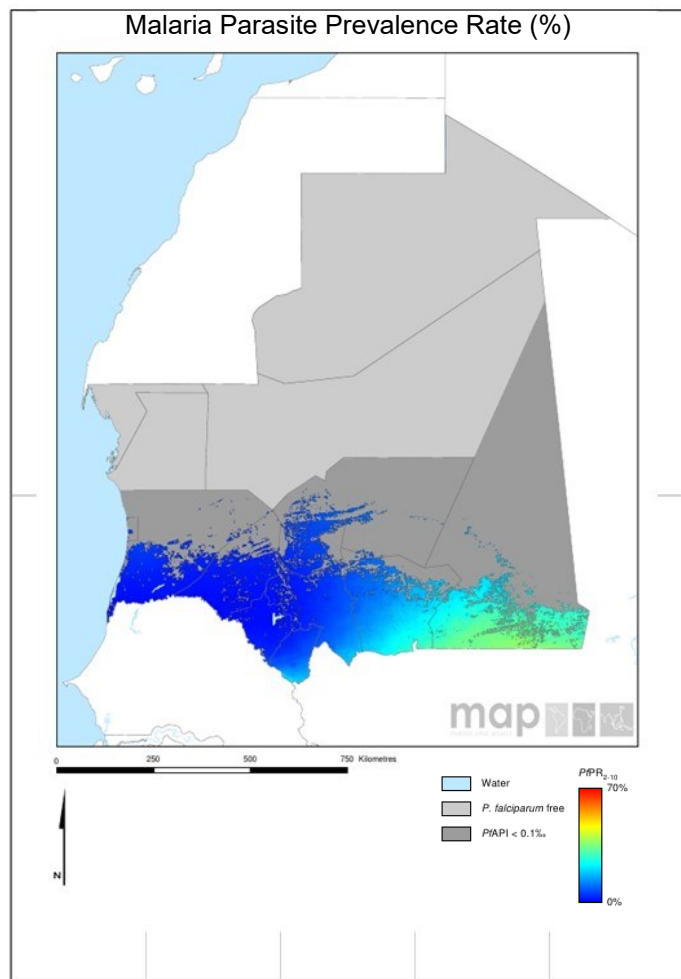 Malaria Parasite Prevalence Rate (%)
map
0 250 500 750 Kilometres
Water
P. falciparum free
PfAPI < 0.1‰
PfPR2-10
70%
0%
N